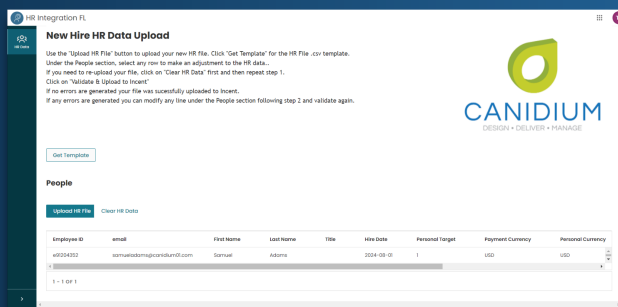 HR Integration FL
HR Data
New Hire HR Data Upload
Use the "Upload HR File" button to upload your new HR file. Click "Get Template" for the HR File .csv template.
Under the People section, select any row to make an adjustment to the HR data..
If you need to re-upload your file, click on "Clear HR Data" first and then repeat step 1.
Click on "Validate & Upload to Incent"
If no errors are generated your file was sucessfully uploaded to Incent.
If any errors are generated you can modify any line under the People section following step 2 and validate again.
CANIDIUM
DESIGN • DELIVER • MANAGE
Get Template
People
Upload HR File Clear HR Data
Employee ID email First Name Last Name Title Hire Date Personal Target Payment Currency Personal Currency
samueladams@canidium01.com Samuel Adams 2024-08-01 1 USD USD
1 - 1 OF 1